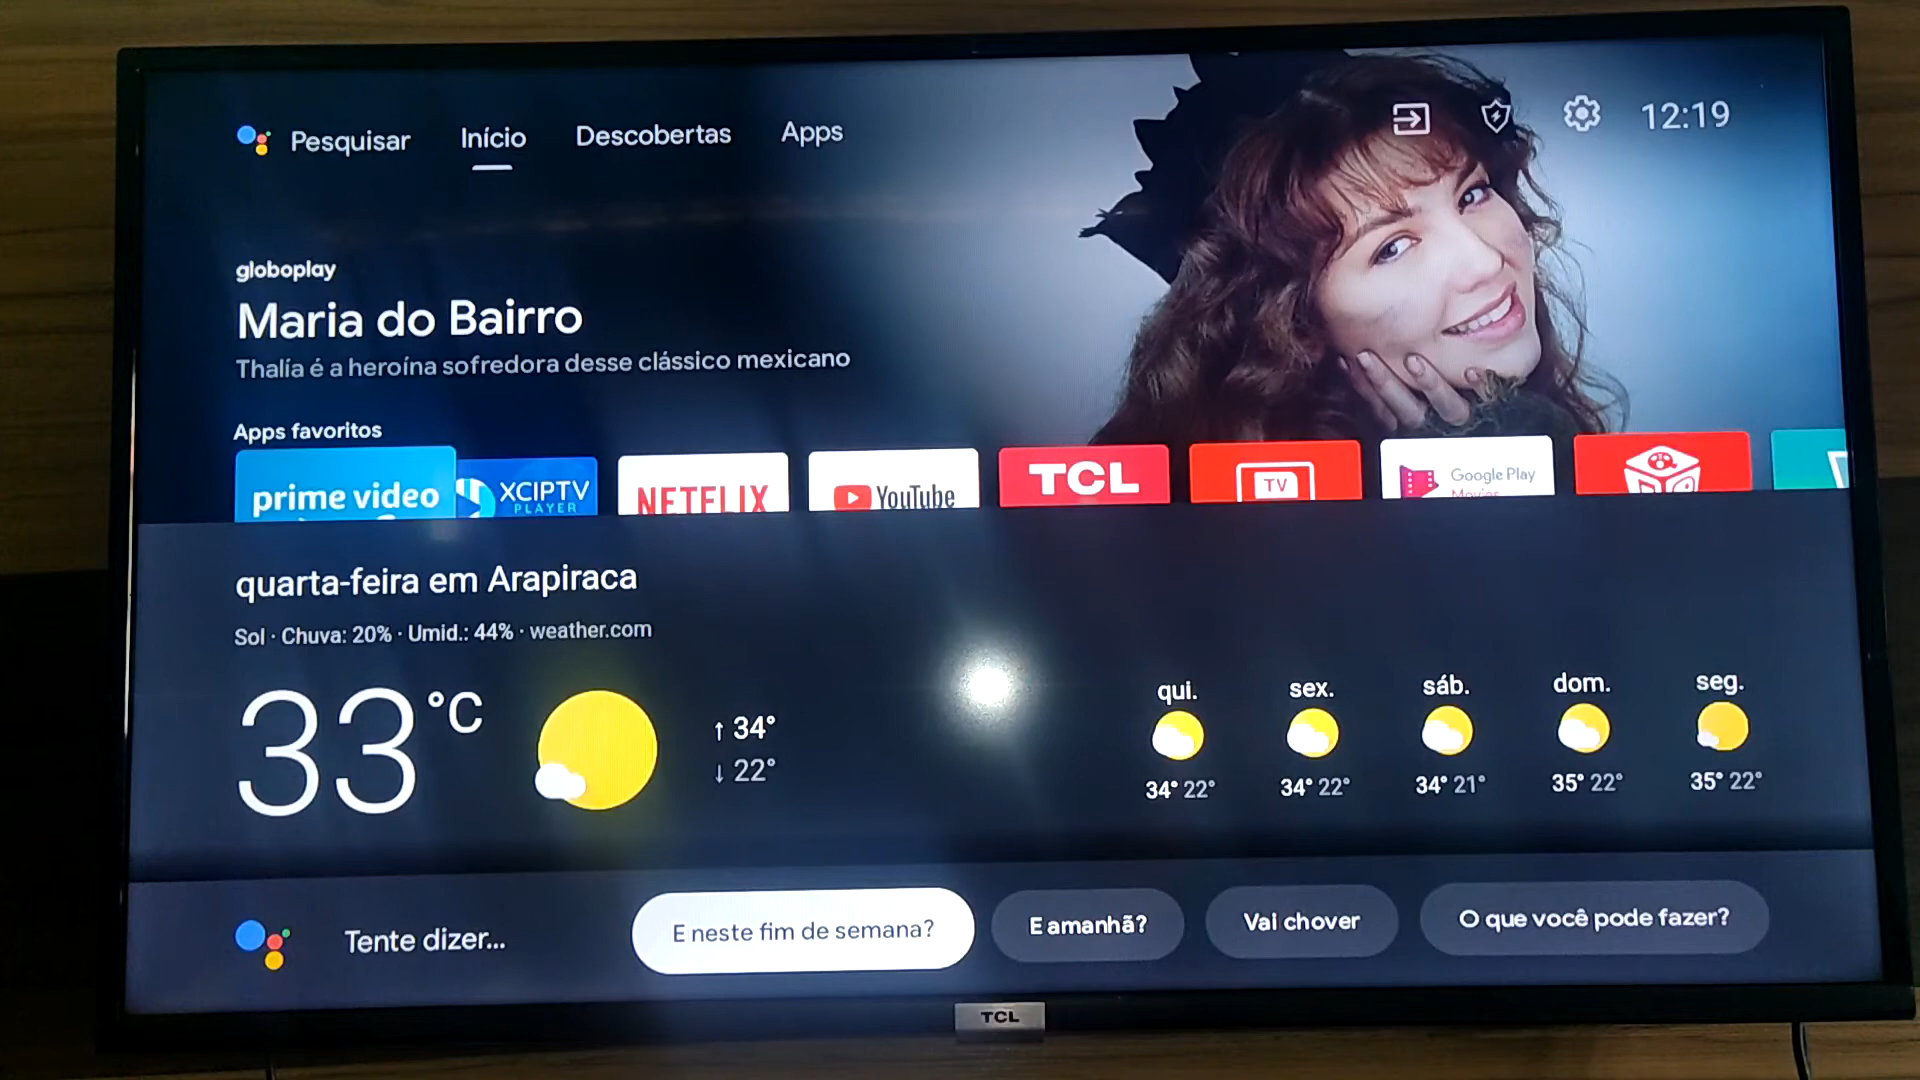 Pesquisar Início Descobertas Apps 12:19
globoplay
Maria do Bairro
Thalía é a heroína sofredora desse clássico mexicano
Apps favoritos
prime video XCIPTV PLAYER NETFLIX YouTube TCL TV Google Play Movies
quarta-feira em Arapiraca
Sol · Chuva: 20% · Umid.: 44% · weather.com
33 °C ↑ 34° ↓ 22°
qui. sex. sáb. dom. seg.
34° 22° 34° 22° 34° 21° 35° 22° 35° 22°
Tente dizer... E neste fim de semana? E amanhã? Vai chover O que você pode fazer?
TCL